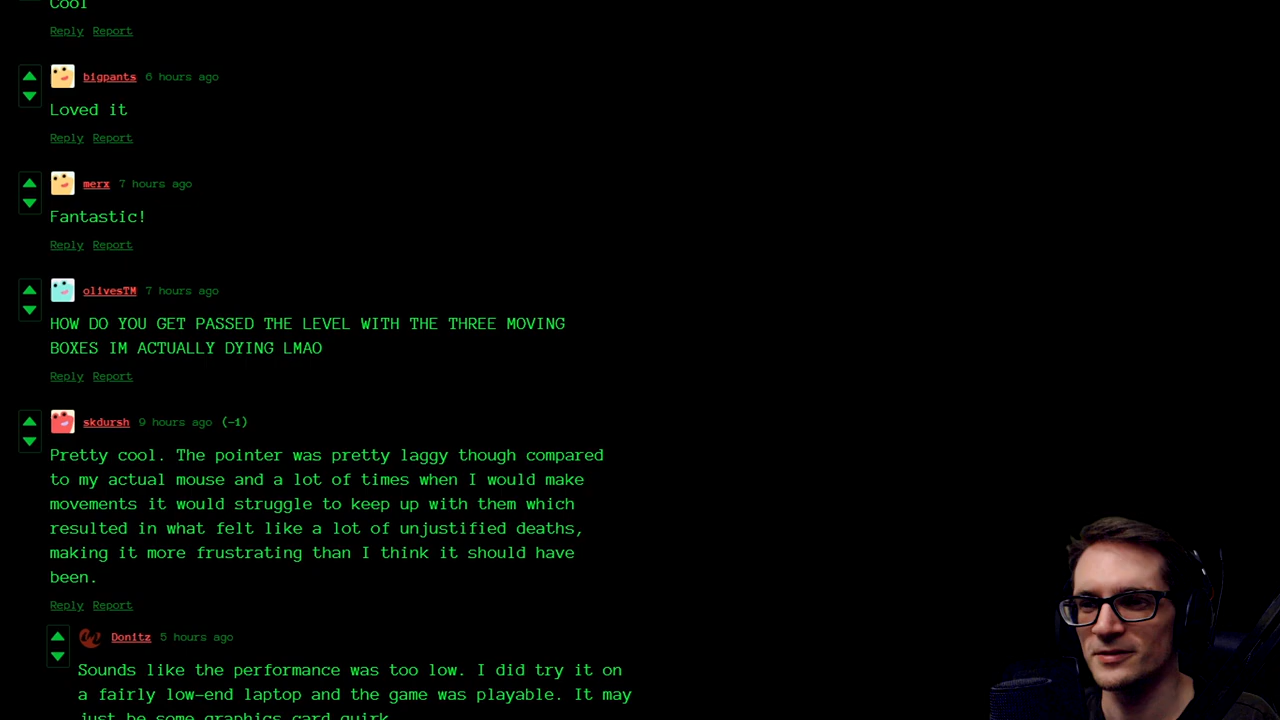 Cool
Reply Report
bigpants 6 hours ago
Loved it
Reply Report
merx 7 hours ago
Fantastic!
Reply Report
olivesTM 7 hours ago
HOW DO YOU GET PASSED THE LEVEL WITH THE THREE MOVING
BOXES IM ACTUALLY DYING LMAO
Reply Report
skdursh 9 hours ago (-1)
Pretty cool. The pointer was pretty laggy though compared
to my actual mouse and a lot of times when I would make
movements it would struggle to keep up with them which
resulted in what felt like a lot of unjustified deaths,
making it more frustrating than I think it should have
been.
Reply Report
Donitz 5 hours ago
Sounds like the performance was too low. I did try it on
a fairly low-end laptop and the game was playable. It may
just be some graphics card quirk.